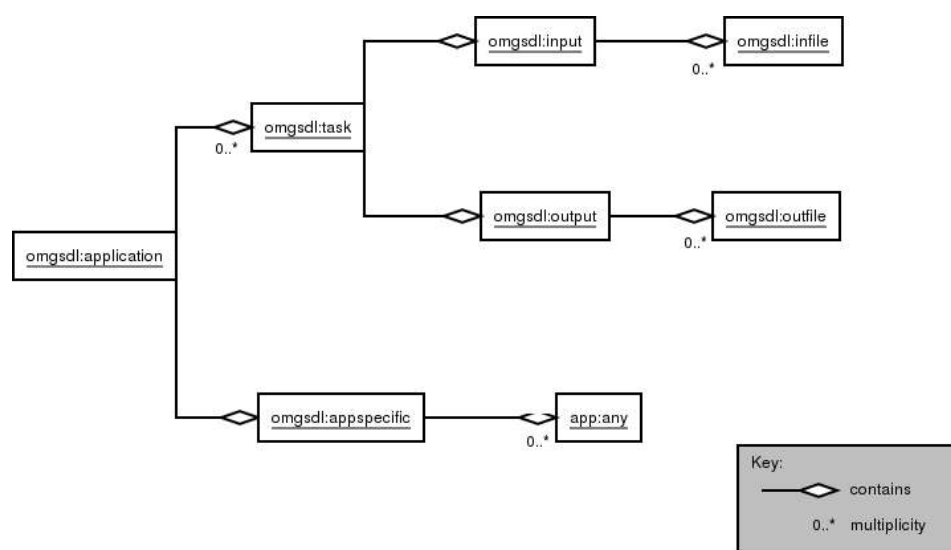 omgsdl:input
omgsdl:infile
0..*
omgsdl:task
0..*
omgsdl:output
omgsdl:outfile
0..*
omgsdl:application
omgsdl:appspecific
app:any
0..*
Key:
contains
0..* multiplicity